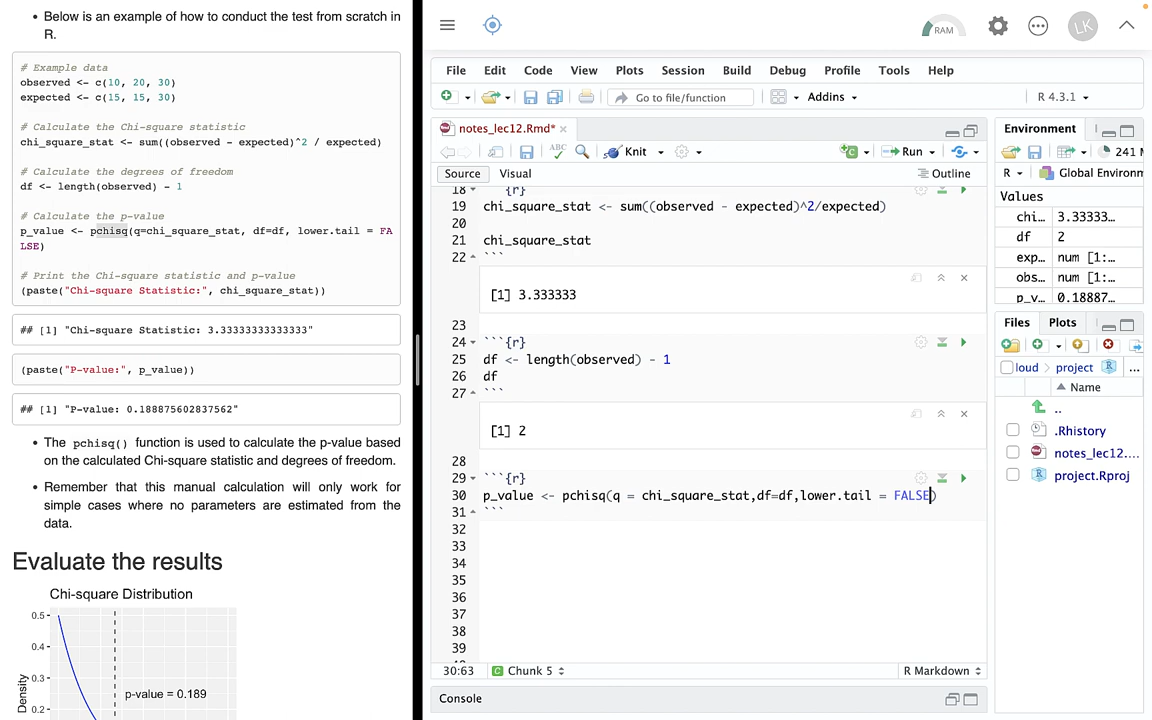 • Below is an example of how to conduct the test from scratch in
R.
# Example data
observed <- c(10, 20, 30)
expected <- c(15, 15, 30)
# Calculate the Chi-square statistic
chi_square_stat <- sum((observed - expected)^2 / expected)
# Calculate the degrees of freedom
df <- length(observed) - 1
# Calculate the p-value
p_value <- pchisq(q=chi_square_stat, df=df, lower.tail = FA
LSE)
# Print the Chi-square statistic and p-value
(paste("Chi-square Statistic:", chi_square_stat))
## [1] "Chi-square Statistic: 3.33333333333333"
(paste("P-value:", p_value))
## [1] "P-value: 0.188875602837562"
• The pchisq() function is used to calculate the p-value based
on the calculated Chi-square statistic and degrees of freedom.
• Remember that this manual calculation will only work for
simple cases where no parameters are estimated from the
data.
Evaluate the results
Chi-square Distribution
0.5
0.4
0.3
0.2
Density
p-value = 0.189
RAM
LK
File Edit Code View Plots Session Build Debug Profile Tools Help
Go to file/function
Addins
R 4.3.1
notes_lec12.Rmd*
ABC
Knit
Run
Source Visual
Outline
18 {r}
19 chi_square_stat <- sum((observed - expected)^2/expected)
20
21 chi_square_stat
22 ```
[1] 3.333333
23
24 ```{r}
25 df <- length(observed) - 1
26 df
27 ```
[1] 2
28
29 ```{r}
30 p_value <- pchisq(q = chi_square_stat,df=df,lower.tail = FALSE)
31 ```
32
33
34
35
36
37
38
39
30:63 Chunk 5
R Markdown
Console
Environment
241
R Global Environm
Values
chi… 3.33333…
df 2
exp… num [1:…
obs… num [1:…
p_v… 0.18887…
Files Plots
loud project ...
Name
..
.Rhistory
notes_lec12....
project.Rproj